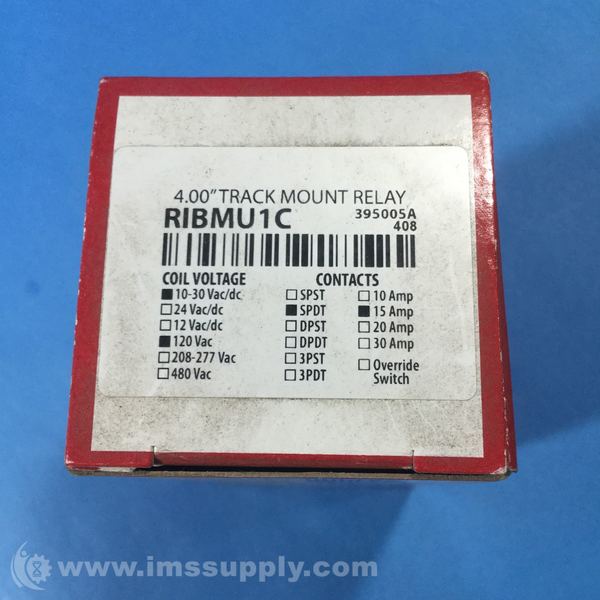 4.00" TRACK MOUNT RELAY
RIBMU1C 395005A
408
COIL VOLTAGE CONTACTS
10-30 Vac/dc SPST 10 Amp
24 Vac/dc SPDT 15 Amp
12 Vac/dc DPST 20 Amp
120 Vac DPDT 30 Amp
208-277 Vac 3PST Override
480 Vac 3PDT Switch
www.imssupply.com